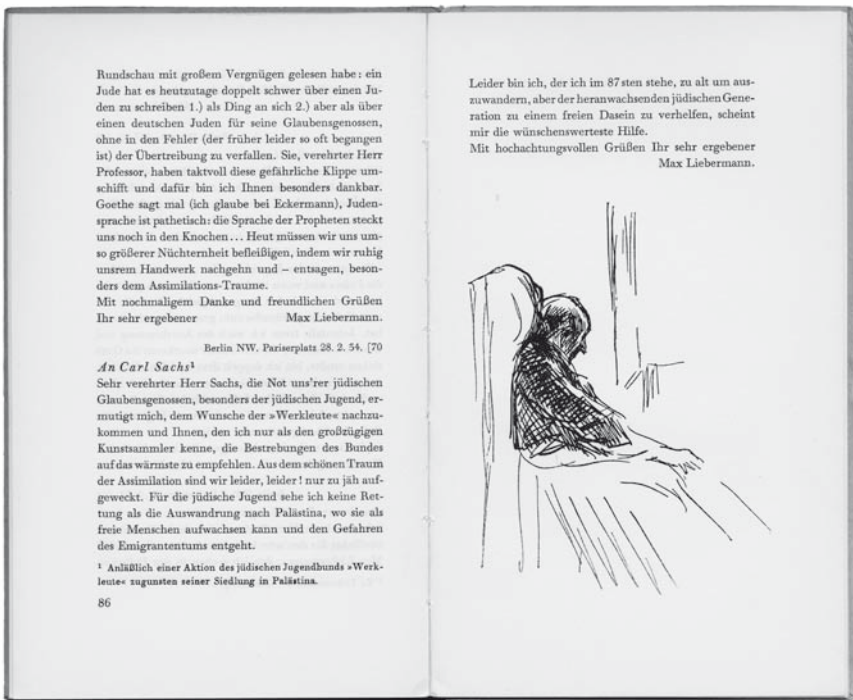 Rundschau mit großem Vergnügen gelesen habe: ein
Jude hat es heutzutage doppelt schwer über einen Ju-
den zu schreiben 1.) als Ding an sich 2.) aber als über
einen deutschen Juden für seine Glaubensgenossen,
ohne in den Fehler (der früher leider so oft begangen
ist) der Übertreibung zu verfallen. Sie, verehrter Herr
Professor, haben taktvoll diese gefährliche Klippe um-
schifft und dafür bin ich Ihnen besonders dankbar.
Goethe sagt mal (ich glaube bei Eckermann), Juden-
sprache ist pathetisch: die Sprache der Propheten steckt
uns noch in den Knochen... Heut müssen wir uns um-
so größerer Nüchternheit befleißigen, indem wir ruhig
unsrem Handwerk nachgehn und – entsagen, beson-
ders dem Assimilations-Traume.
Mit nochmaligem Danke und freundlichen Grüßen
Ihr sehr ergebener Max Liebermann.
Berlin NW. Pariserplatz 28. 2. 54. [70
An Carl Sachs¹
Sehr verehrter Herr Sachs, die Not uns'rer jüdischen
Glaubensgenossen, besonders der jüdischen Jugend, er-
mutigt mich, dem Wunsche der »Werkleute« nachzu-
kommen und Ihnen, den ich nur als den großzügigen
Kunstsammler kenne, die Bestrebungen des Bundes
auf das wärmste zu empfehlen. Aus dem schönen Traum
der Assimilation sind wir leider, leider! nur zu jäh auf-
geweckt. Für die jüdische Jugend sehe ich keine Ret-
tung als die Auswandrung nach Palästina, wo sie als
freie Menschen aufwachsen kann und den Gefahren
des Emigrantentums entgeht.
¹ Anläßlich einer Aktion des jüdischen Jugendbunds »Werk-
leute« zugunsten seiner Siedlung in Palästina.
86
Leider bin ich, der ich im 87sten stehe, zu alt um aus-
zuwandern, aber der heranwachsenden jüdischen Gene-
ration zu einem freien Dasein zu verhelfen, scheint
mir die wünschenswerteste Hilfe.
Mit hochachtungsvollen Grüßen Ihr sehr ergebener
Max Liebermann.